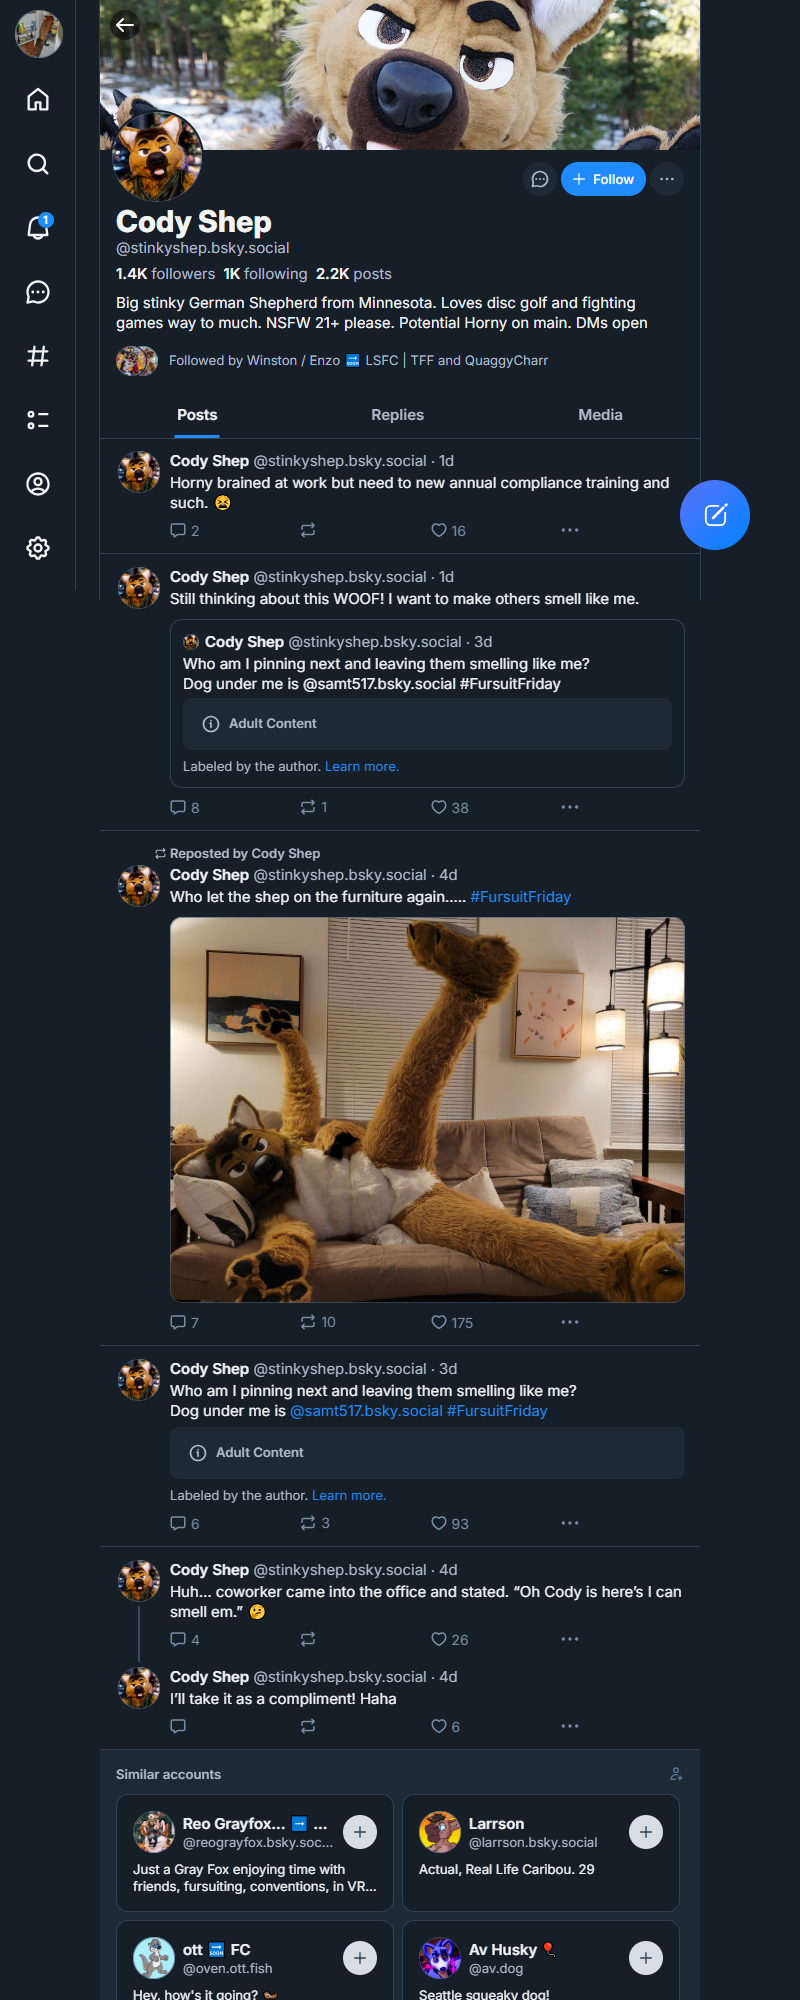 1
Follow
Cody Shep
@stinkyshep.bsky.social
1.4K followers 1K following 2.2K posts
Big stinky German Shepherd from Minnesota. Loves disc golf and fighting
games way to much. NSFW 21+ please. Potential Horny on main. DMs open
Followed by Winston / Enzo 🔜 LSFC | TFF and QuaggyCharr
Posts Replies Media
Cody Shep @stinkyshep.bsky.social · 1d
Horny brained at work but need to new annual compliance training and
such. 😫
2 16
Cody Shep @stinkyshep.bsky.social · 1d
Still thinking about this WOOF! I want to make others smell like me.
Cody Shep @stinkyshep.bsky.social · 3d
Who am I pinning next and leaving them smelling like me?
Dog under me is @samt517.bsky.social #FursuitFriday
Adult Content
Labeled by the author. Learn more.
8 1 38
Reposted by Cody Shep
Cody Shep @stinkyshep.bsky.social · 4d
Who let the shep on the furniture again..... #FursuitFriday
7 10 175
Cody Shep @stinkyshep.bsky.social · 3d
Who am I pinning next and leaving them smelling like me?
Dog under me is @samt517.bsky.social #FursuitFriday
Adult Content
Labeled by the author. Learn more.
6 3 93
Cody Shep @stinkyshep.bsky.social · 4d
Huh... coworker came into the office and stated. “Oh Cody is here’s I can
smell em.” 🤔
4 26
Cody Shep @stinkyshep.bsky.social · 4d
I’ll take it as a compliment! Haha
6
Similar accounts
Reo Grayfox... ➡️ ...
@reograyfox.bsky.soc...
Just a Gray Fox enjoying time with
friends, fursuiting, conventions, in VR...
Larrson
@larrson.bsky.social
Actual, Real Life Caribou. 29
ott 🔜 FC
@oven.ott.fish
Hey, how's it going?
Av Husky 🎈
@av.dog
Seattle squeaky dog!